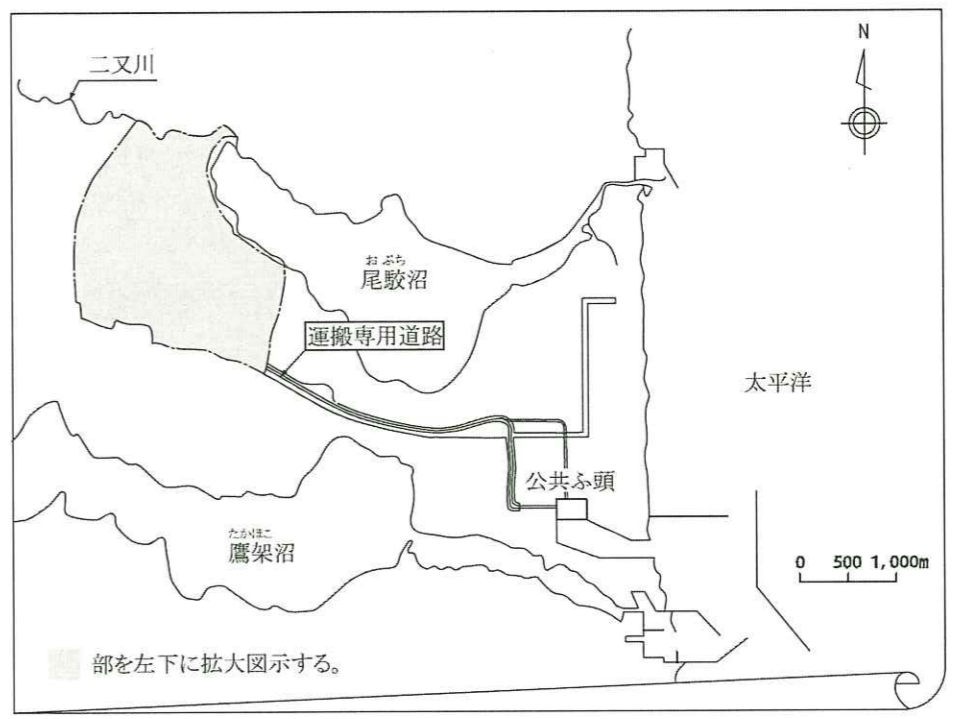 二又川
N
おぶち
尾駮沼
運搬専用道路
太平洋
公共ふ頭
たかほこ
鷹架沼
0 500 1,000m
部を左下に拡大図示する。